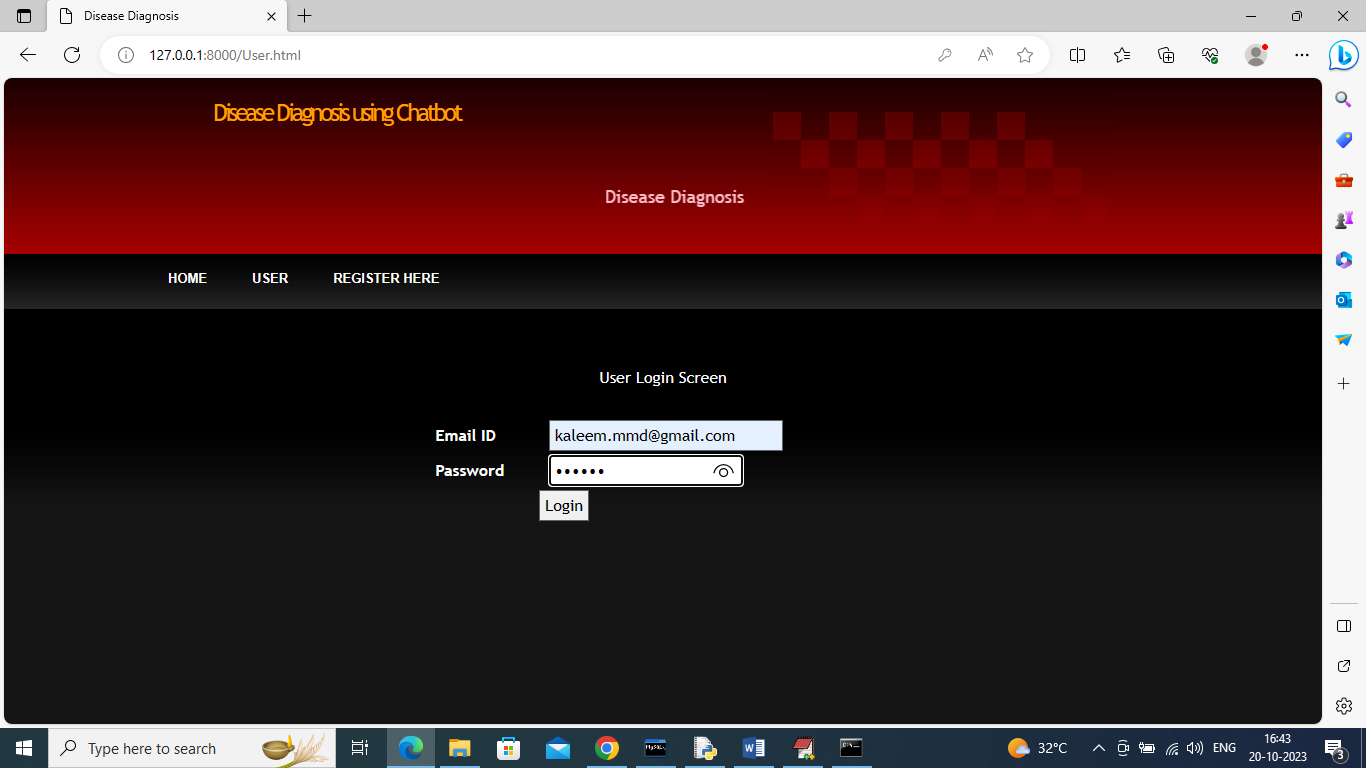 Disease Diagnosis
127.0.0.1:8000/User.html
Disease Diagnosis using Chatbot
Disease Diagnosis
HOME USER REGISTER HERE
User Login Screen
Email ID kaleem.mmd@gmail.com
Password ••••••
Login
Type here to search
32°C ENG 16:43
20-10-2023 3